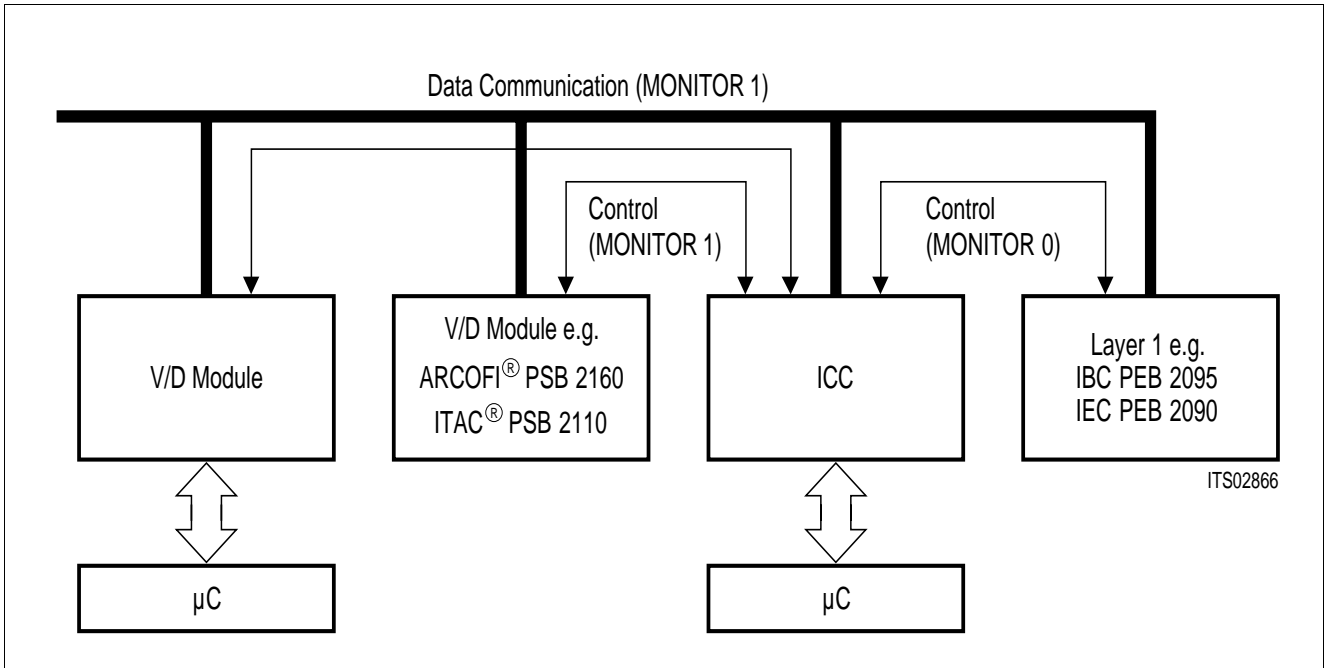 Data Communication (MONITOR 1)
Control
(MONITOR 1)
Control
(MONITOR 0)
V/D Module
V/D Module e.g.
ARCOFI® PSB 2160
ITAC® PSB 2110
ICC
Layer 1 e.g.
IBC PEB 2095
IEC PEB 2090
ITS02866
µC
µC